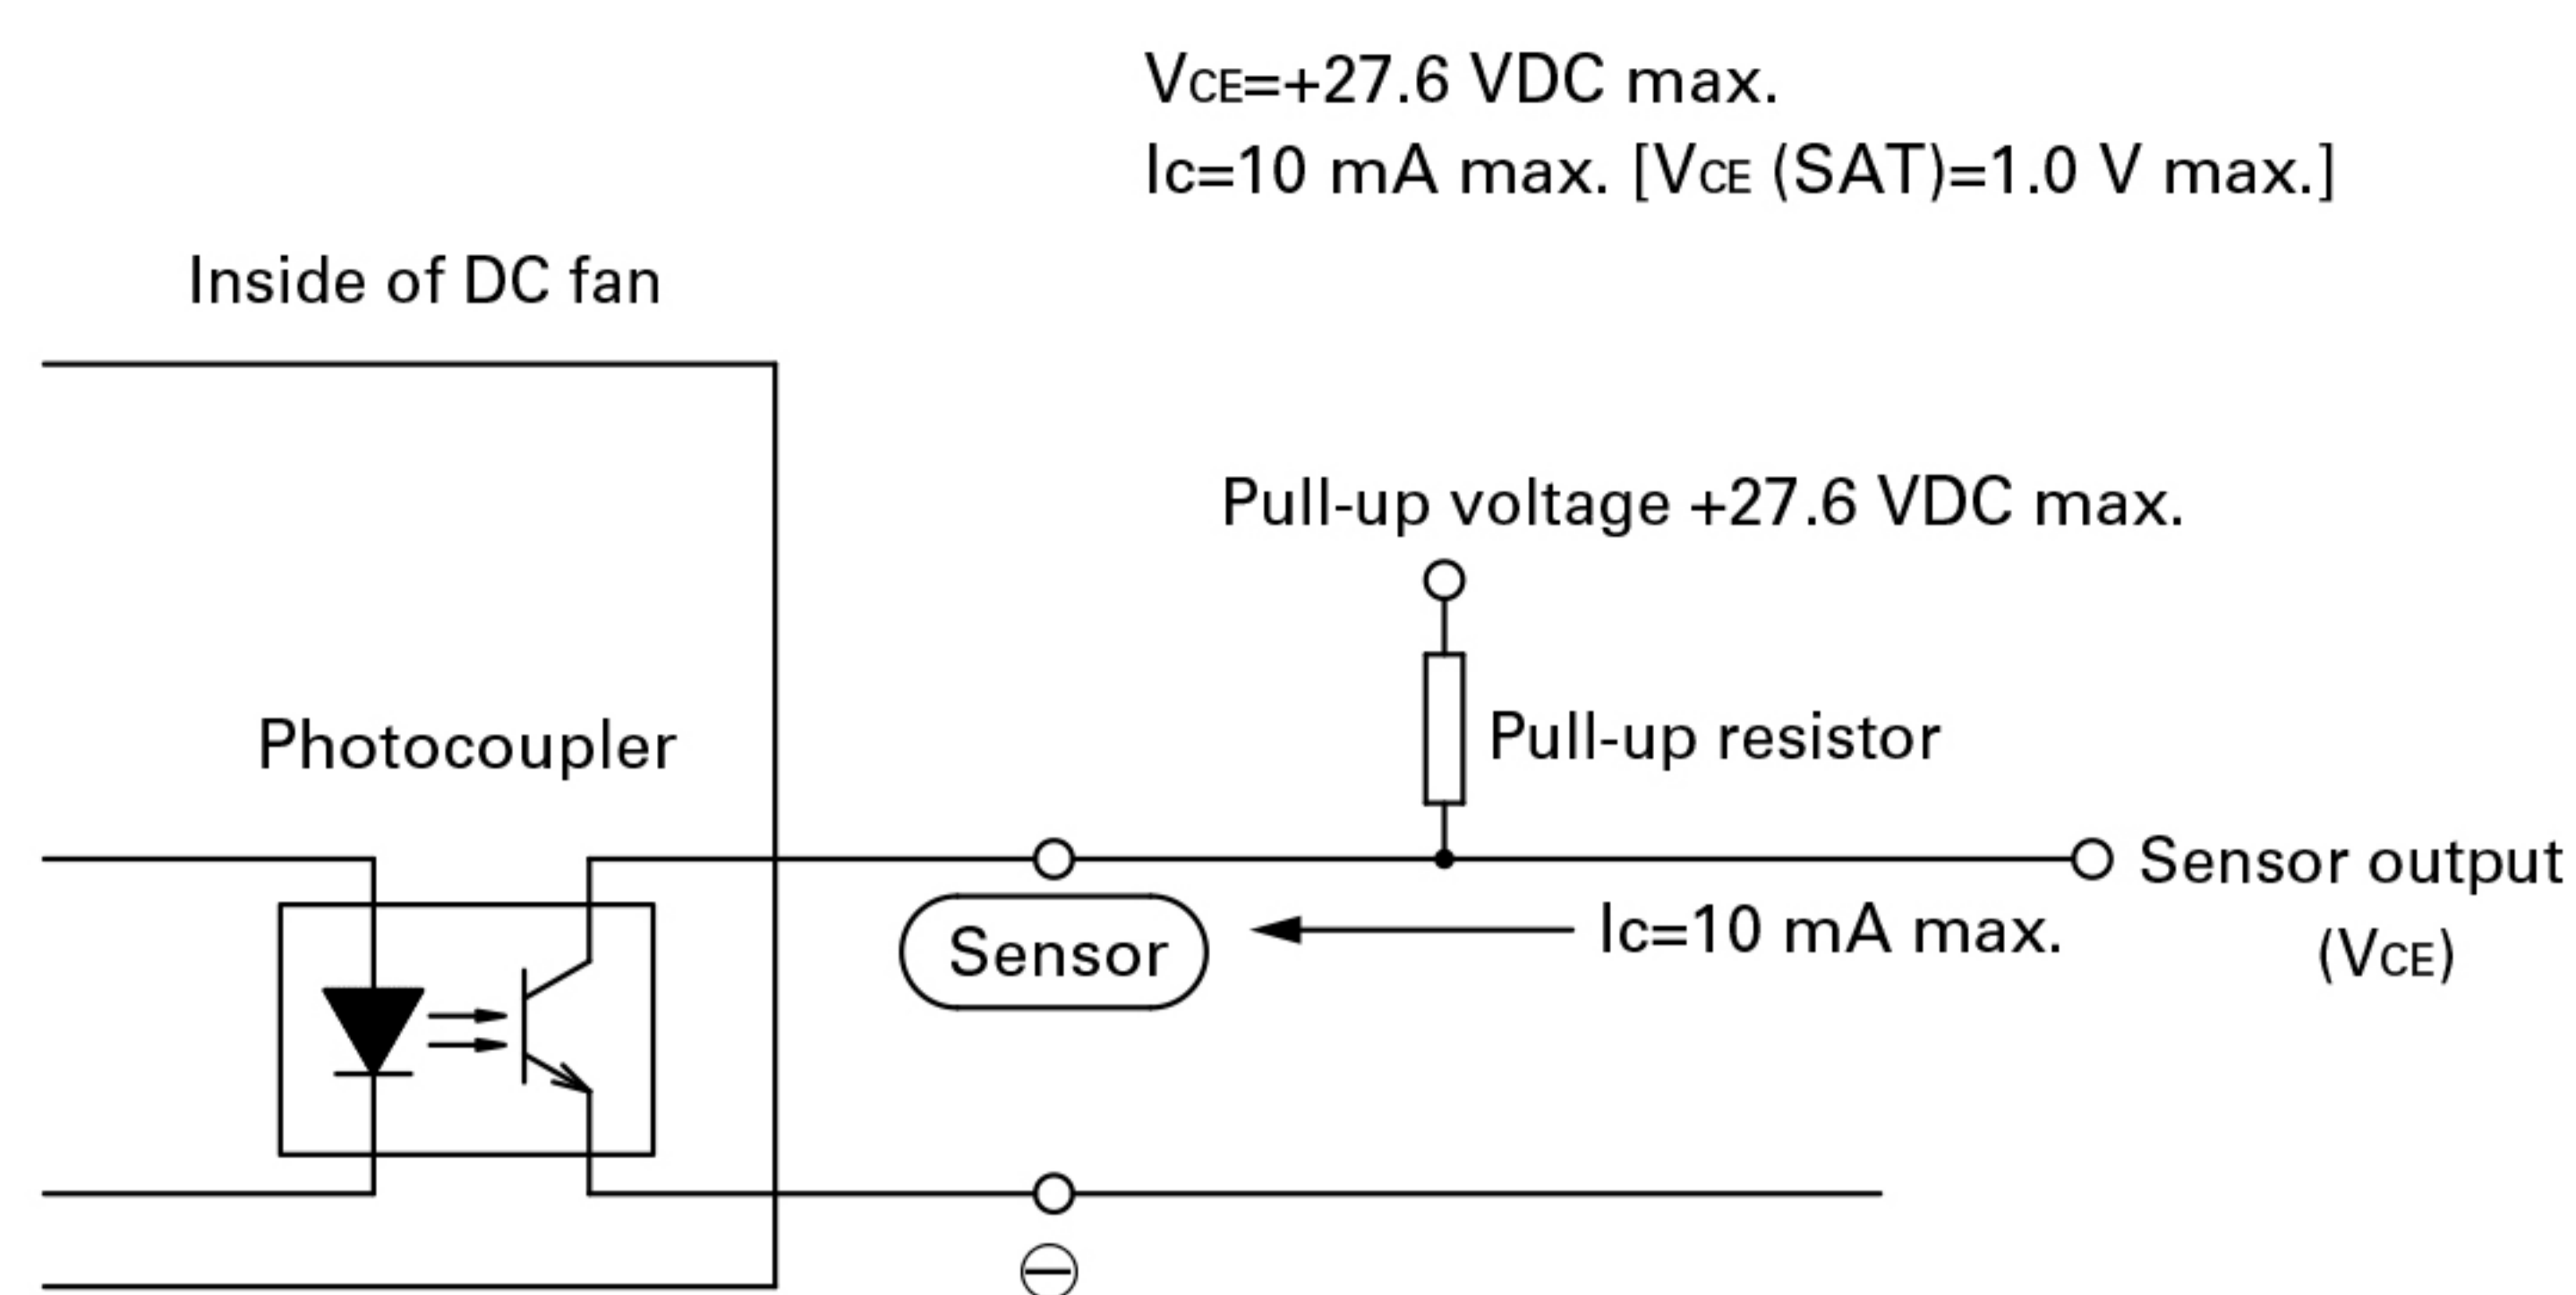 VCE=+27.6 VDC max.
Ic=10 mA max. [VCE (SAT)=1.0 V max.]
Inside of DC fan
Pull-up voltage +27.6 VDC max.
Photocoupler
Pull-up resistor
Sensor output
(VCE)
Sensor
Ic=10 mA max.
⊖